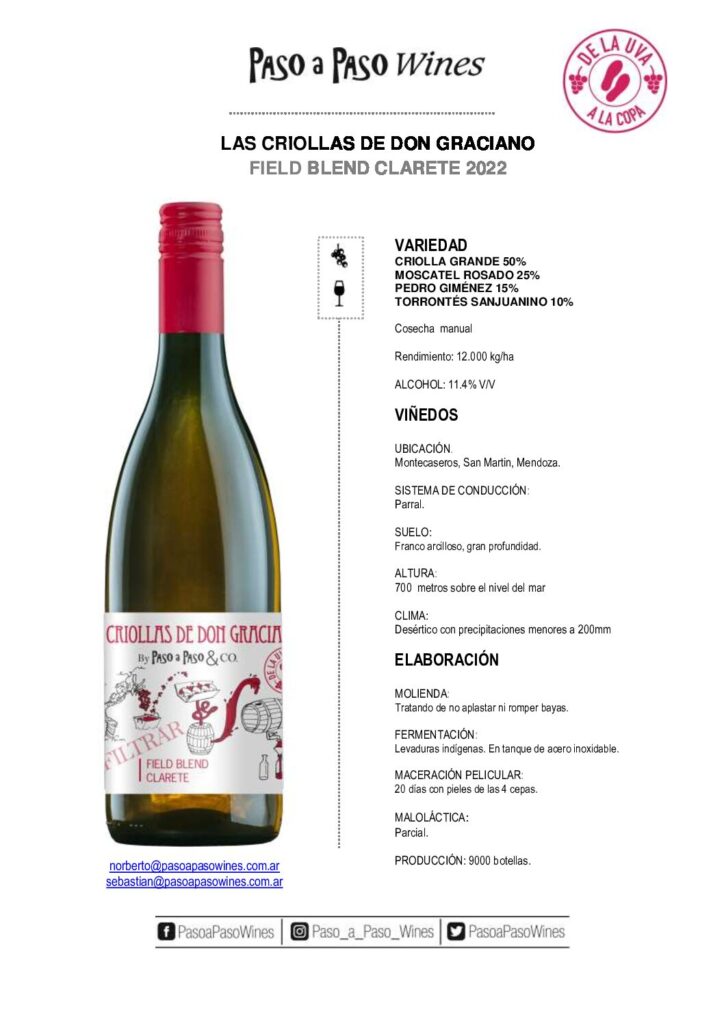 PASO a PASO Wines
DE LA UVA
A LA COPA
LAS CRIOLLAS DE DON GRACIANO
FIELD BLEND CLARETE 2022
VARIEDAD
CRIOLLA GRANDE 50%
MOSCATEL ROSADO 25%
PEDRO GIMÉNEZ 15%
TORRONTÉS SANJUANINO 10%
Cosecha manual
Rendimiento: 12.000 kg/ha
ALCOHOL: 11.4% V/V
VIÑEDOS
UBICACIÓN.
Montecaseros, San Martin, Mendoza.
SISTEMA DE CONDUCCIÓN:
Parral.
SUELO:
Franco arcilloso, gran profundidad.
ALTURA:
700 metros sobre el nivel del mar
CLIMA:
Desértico con precipitaciones menores a 200mm
ELABORACIÓN
MOLIENDA:
Tratando de no aplastar ni romper bayas.
FERMENTACIÓN:
Levaduras indígenas. En tanque de acero inoxidable.
MACERACIÓN PELICULAR:
20 días con pieles de las 4 cepas.
MALOLÁCTICA:
Parcial.
PRODUCCIÓN: 9000 botellas.
CRIOLLAS DE DON GRACIA
By PASO a PASO & CO.
DE LA UVA
FILTRAR
FIELD BLEND
CLARETE
norberto@pasoapasowines.com.ar
sebastian@pasoapasowines.com.ar
PasoaPasoWines
Paso_a_Paso_Wines
PasoaPasoWines